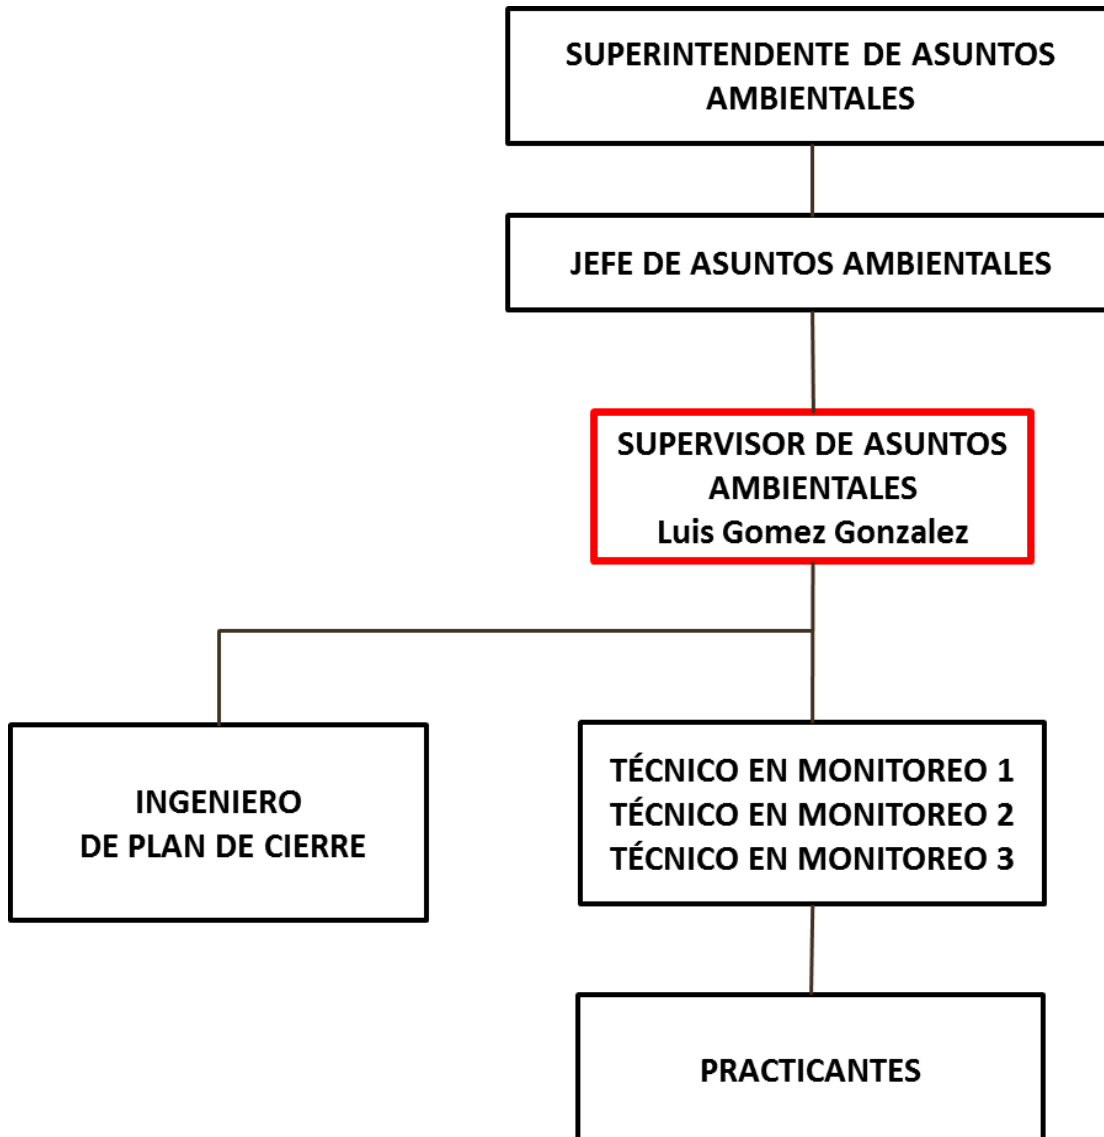 SUPERINTENDENTE DE ASUNTOS
AMBIENTALES
JEFE DE ASUNTOS AMBIENTALES
SUPERVISOR DE ASUNTOS
AMBIENTALES
Luis Gomez Gonzalez
INGENIERO
DE PLAN DE CIERRE
TÉCNICO EN MONITOREO 1
TÉCNICO EN MONITOREO 2
TÉCNICO EN MONITOREO 3
PRACTICANTES